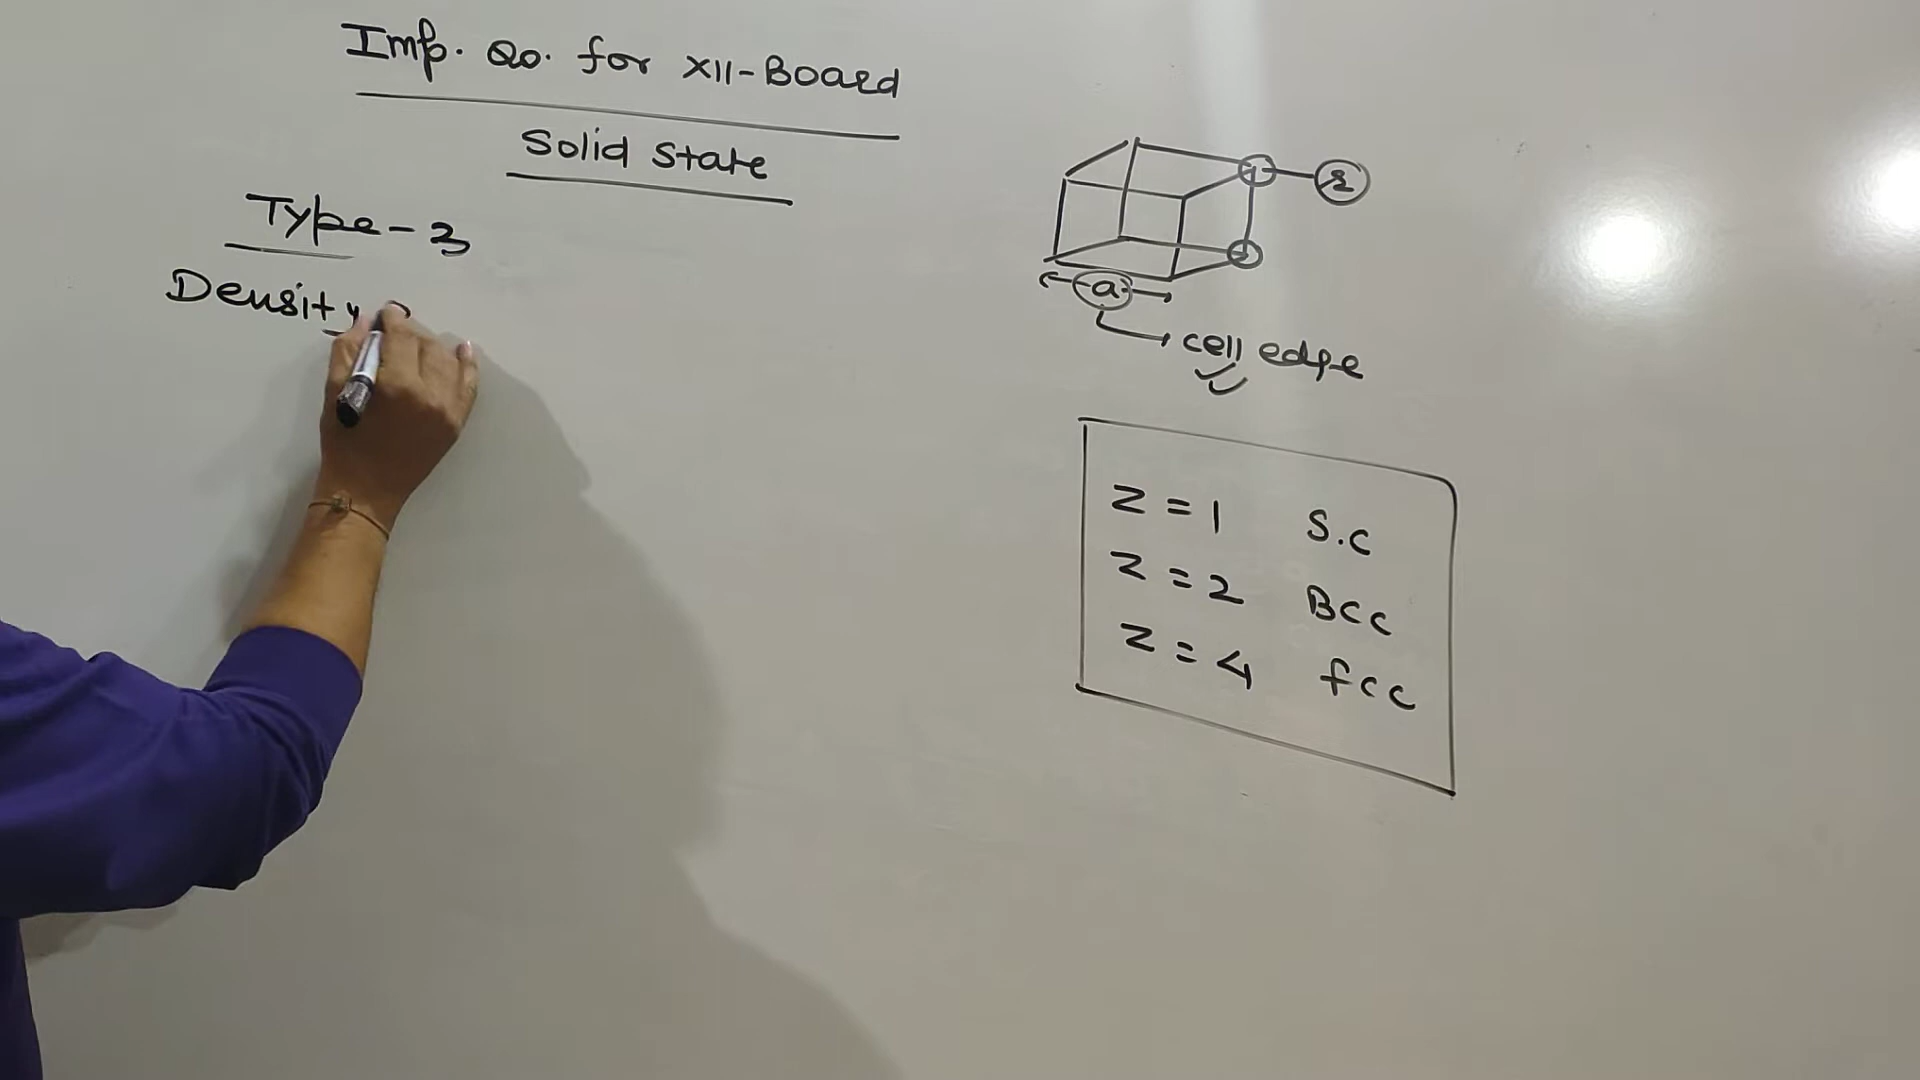 Imp. Qo. for XII-Board
Solid State
Type-3
Density
r
a
cell edge
Z = 1 S.C
Z = 2 BCC
Z = 4 fcc